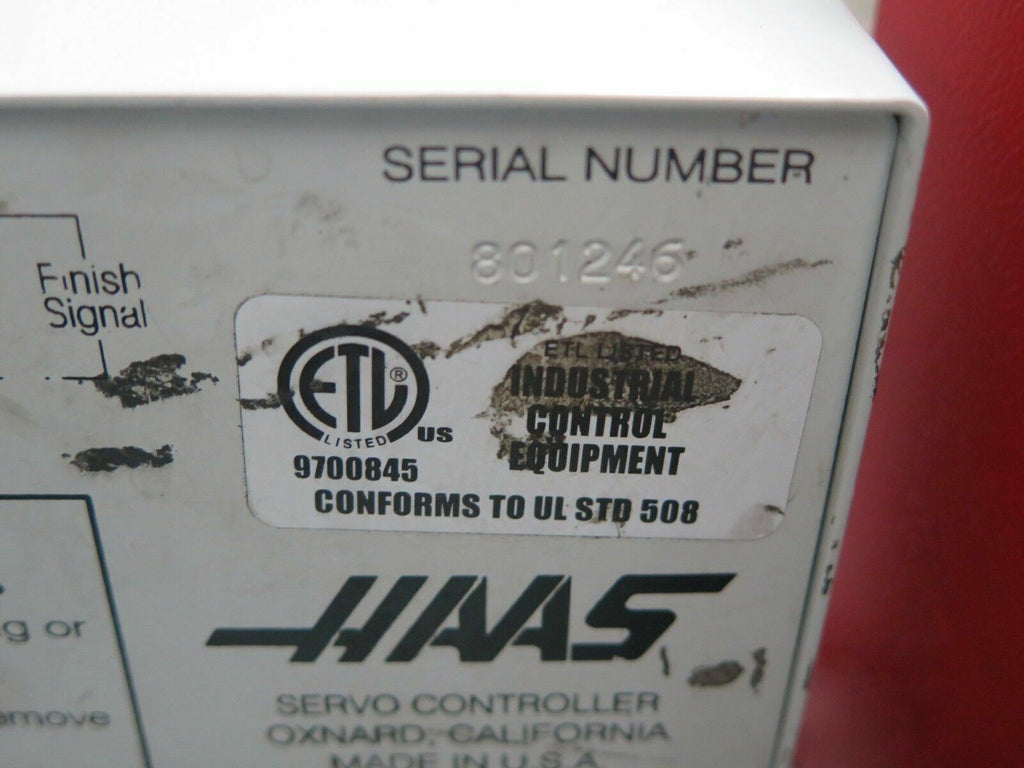 SERIAL NUMBER
801246
Finish
Signal
ETL LISTED
INDUSTRIAL
CONTROL
EQUIPMENT
ETL®
LISTED
US
9700845
CONFORMS TO UL STD 508
HAAS
or
SERVO CONTROLLER
OXNARD, CALIFORNIA
MADE IN U.S.A.